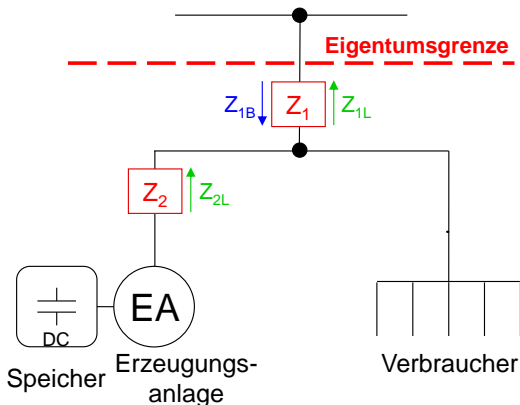 Eigentumsgrenze
Z1B
Z1
Z1L
Z2
Z2L
EA
DC
Speicher
Erzeugungs-
anlage
Verbraucher